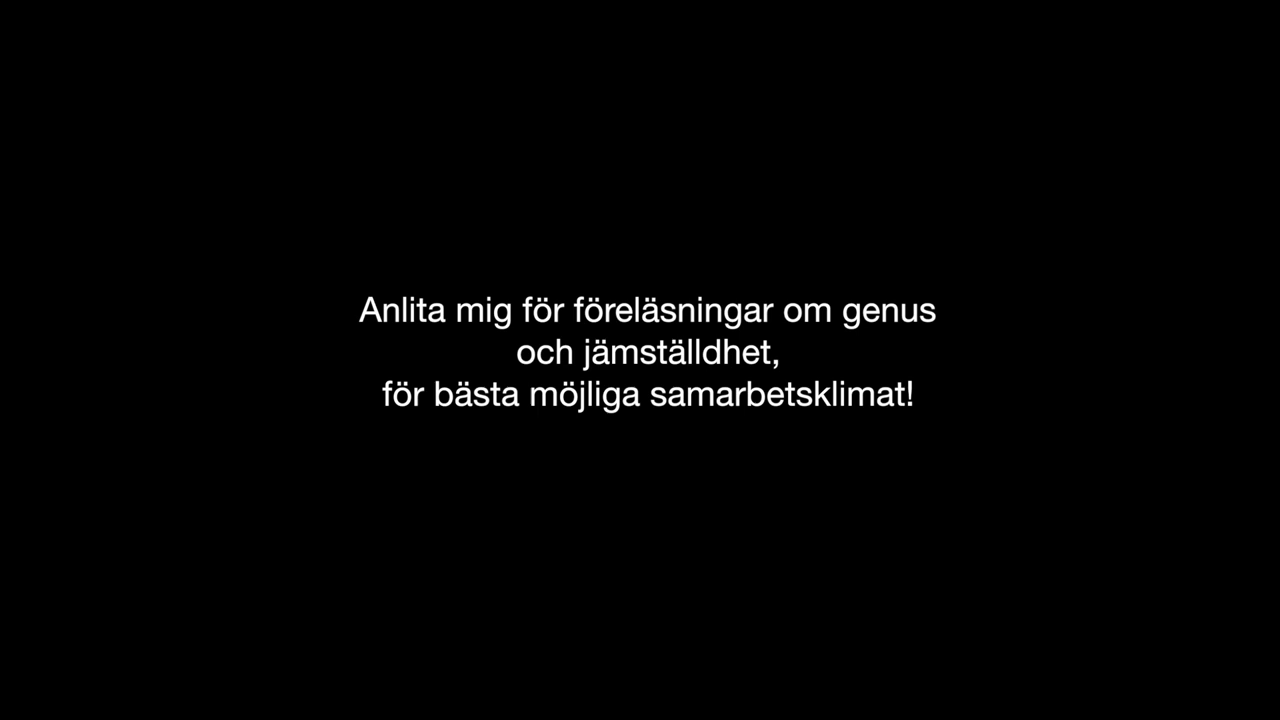 Anlita mig för föreläsningar om genus
och jämställdhet,
för bästa möjliga samarbetsklimat!